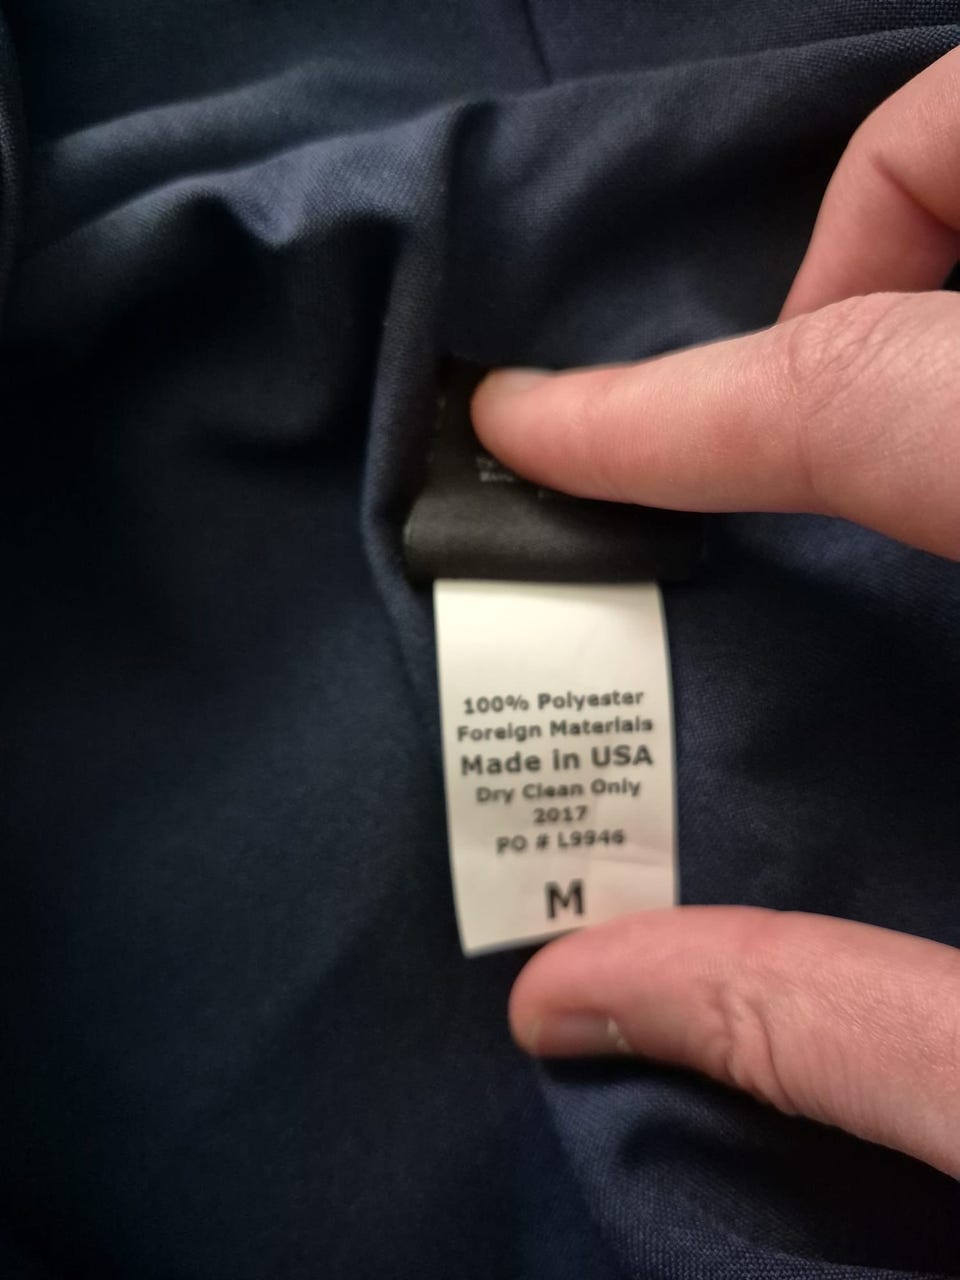 100% Polyester
Foreign Materials
Made in USA
Dry Clean Only
2017
PO # L9946
M